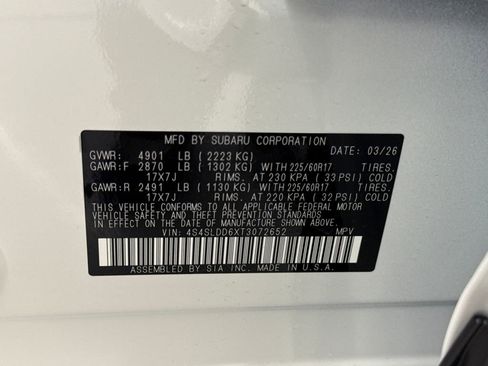 MFD BY SUBARU CORPORATION DATE: 03/26
GVWR: 4901 LB ( 2223 KG)
GAWR:F 2870 LB ( 1302 KG) WITH 225/60R17 TIRES.
17X7J RIMS. AT 230 KPA ( 33 PSI) COLD
GAWR:R 2491 LB ( 1130 KG) WITH 225/60R17 TIRES.
17X7J RIMS. AT 220 KPA ( 32 PSI) COLD
THIS VEHICLE CONFORMS TO ALL APPLICABLE FEDERAL MOTOR
VEHICLE SAFETY AND THEFT PREVENTION STANDARDS
IN EFFECT ON THE DATE OF MANUFACTURE SHOWN ABOVE.
VIN: 4S4SLDD6XT3072652 MPV
ASSEMBLED BY SIA INC. MADE IN U.S.A.